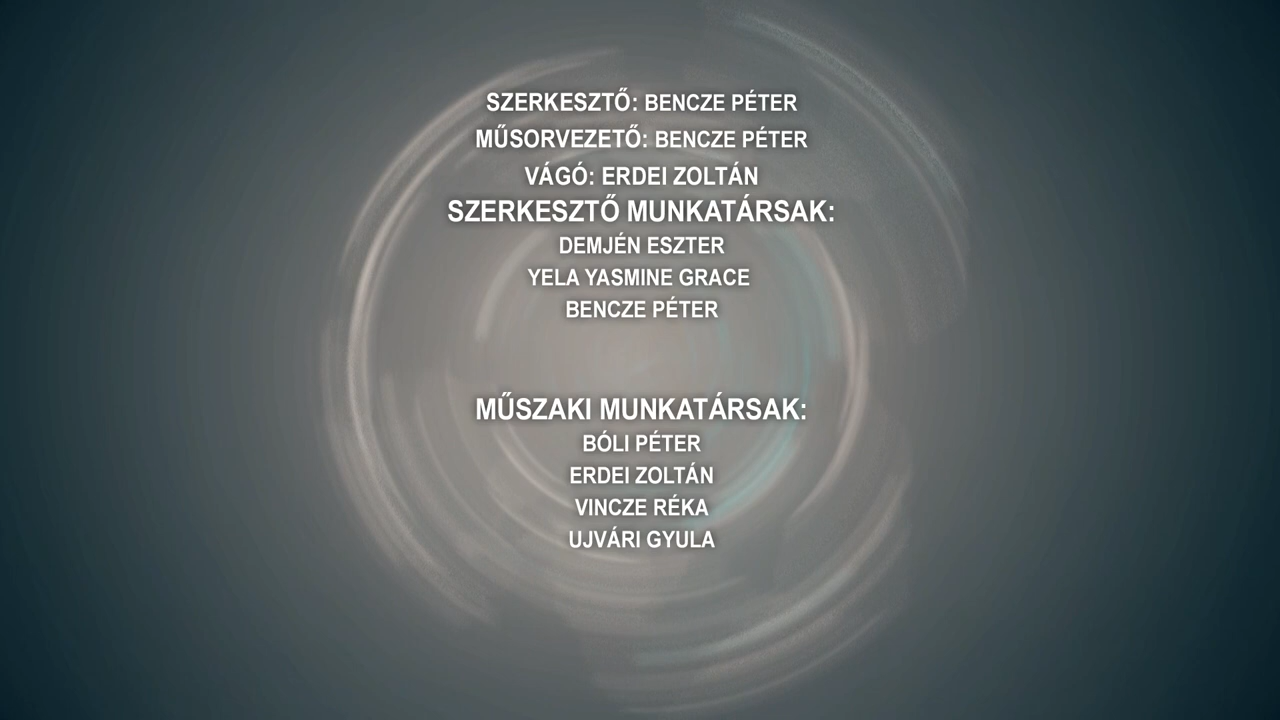 SZERKESZTŐ: BENCZE PÉTER
MŰSORVEZETŐ: BENCZE PÉTER
VÁGÓ: ERDEI ZOLTÁN
SZERKESZTŐ MUNKATÁRSAK:
DEMJÉN ESZTER
YELA YASMINE GRACE
BENCZE PÉTER
MŰSZAKI MUNKATÁRSAK:
BÓLI PÉTER
ERDEI ZOLTÁN
VINCZE RÉKA
UJVÁRI GYULA